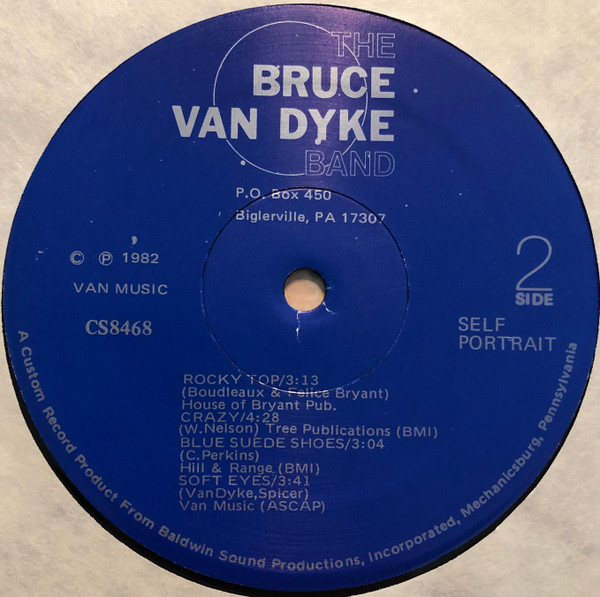 THE
BRUCE
VAN DYKE
BAND
P.O. Box 450
Biglerville, PA 17307
© ℗ 1982
VAN MUSIC
CS8468
2
SIDE
SELF
PORTRAIT
ROCKY TOP/3:13
(Boudleaux & Felice Bryant)
House of Bryant Pub.
CRAZY/4:28
(W.Nelson) Tree Publications (BMI)
BLUE SUEDE SHOES/3:04
(C.Perkins)
Hill & Range (BMI)
SOFT EYES/3:41
(VanDyke,Spicer)
Van Music (ASCAP)
A Custom Record Product From Baldwin Sound Productions, Incorporated, Mechanicsburg, Pennsylvania